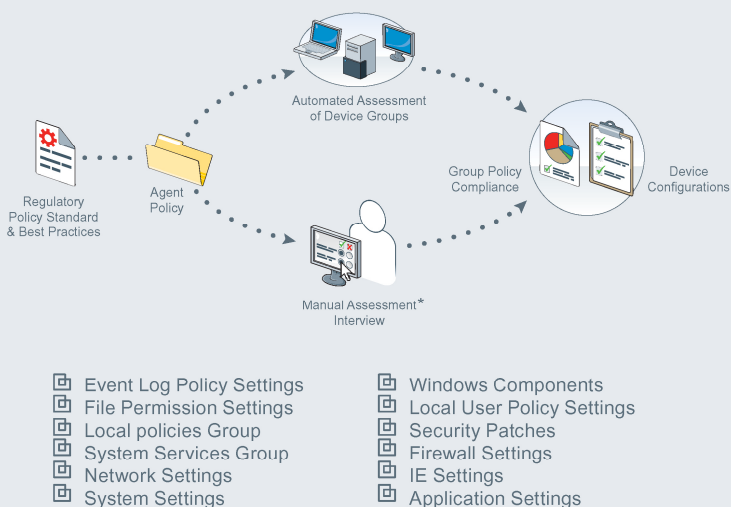 Automated Assessment
of Device Groups
Regulatory
Policy Standard
& Best Practices
Agent
Policy
Group Policy
Compliance
Device
Configurations
Manual Assessment*
Interview
Event Log Policy Settings
File Permission Settings
Local policies Group
System Services Group
Network Settings
System Settings
Windows Components
Local User Policy Settings
Security Patches
Firewall Settings
IE Settings
Application Settings